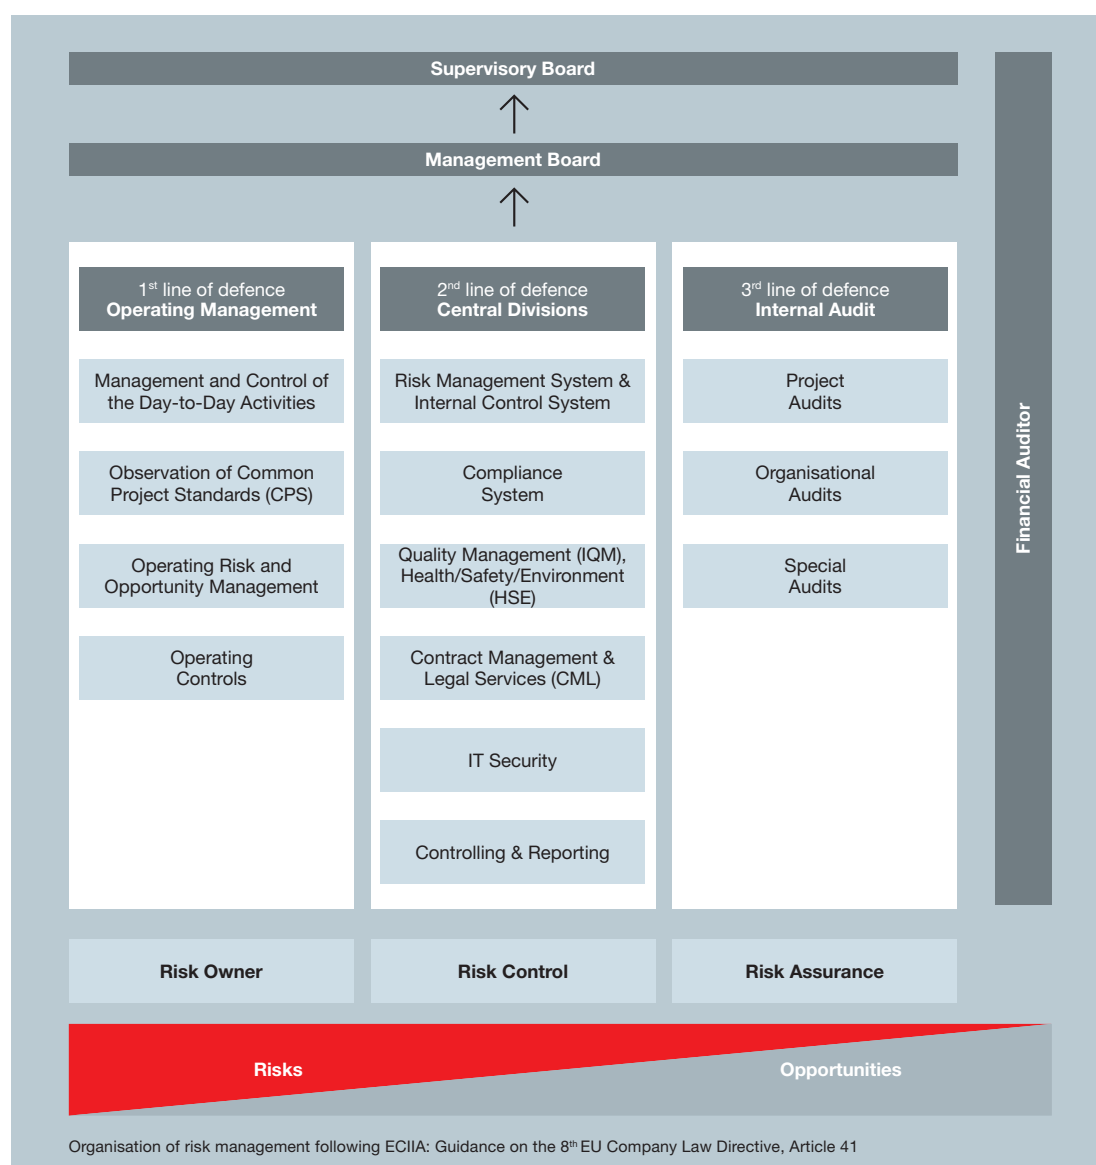 Supervisory Board
Management Board
1st line of defence
Operating Management
Management and Control of
the Day-to-Day Activities
Observation of Common
Project Standards (CPS)
Operating Risk and
Opportunity Management
Operating
Controls
2nd line of defence
Central Divisions
Risk Management System &
Internal Control System
Compliance
System
Quality Management (IQM),
Health/Safety/Environment
(HSE)
Contract Management &
Legal Services (CML)
IT Security
Controlling & Reporting
3rd line of defence
Internal Audit
Project
Audits
Organisational
Audits
Special
Audits
Financial Auditor
Risk Owner
Risk Control
Risk Assurance
Risks
Opportunities
Organisation of risk management following ECIIA: Guidance on the 8th EU Company Law Directive, Article 41